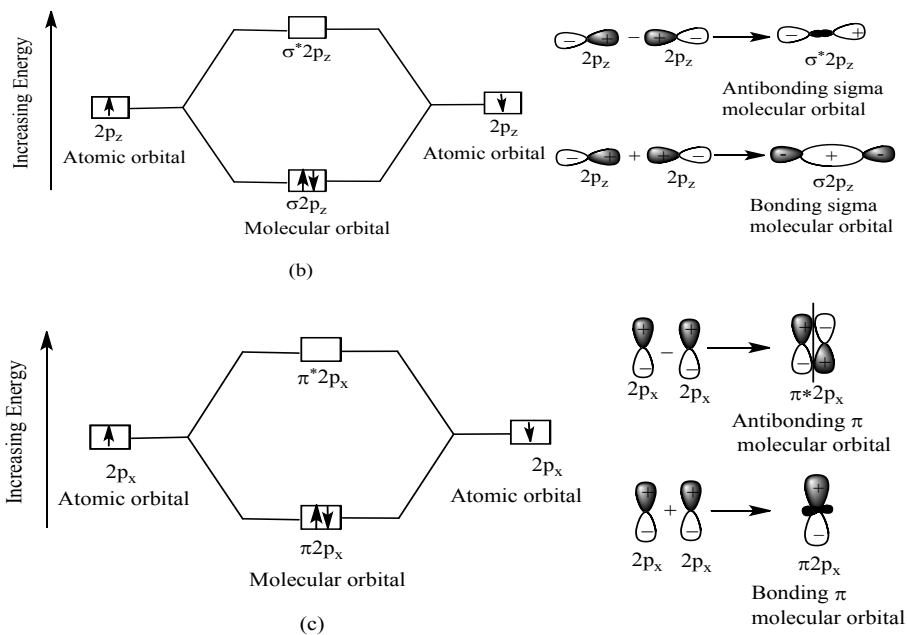 Increasing Energy
σ*2pz
2pz
Atomic orbital
2pz
Atomic orbital
σ2pz
Molecular orbital
− + − + −
2pz 2pz
− +
σ*2pz
Antibonding sigma
molecular orbital
− + + + −
2pz 2pz
- + -
σ2pz
Bonding sigma
molecular orbital
(b)
Increasing Energy
π*2px
2px
Atomic orbital
2px
Atomic orbital
π2px
Molecular orbital
+ +
−
− −
2px 2px
+ −
− +
π*2px
Antibonding π
molecular orbital
+ +
+
− −
2px 2px
+
−
π2px
Bonding π
molecular orbital
(c)